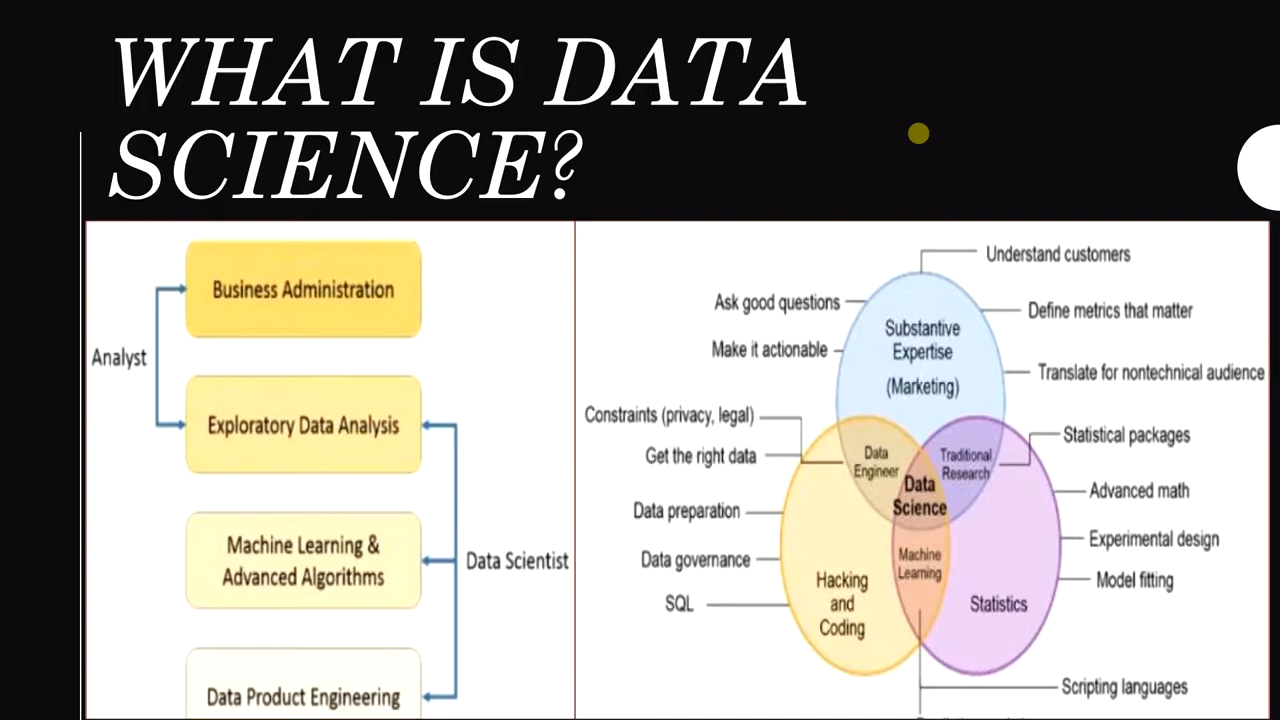 WHAT IS DATA
SCIENCE?
Business Administration
Analyst
Exploratory Data Analysis
Machine Learning &
Advanced Algorithms
Data Scientist
Data Product Engineering
Understand customers
Ask good questions
Define metrics that matter
Make it actionable
Translate for nontechnical audience
Substantive
Expertise
(Marketing)
Constraints (privacy, legal)
Get the right data
Data preparation
Data governance
SQL
Data
Engineer
Traditional
Research
Data
Science
Machine
Learning
Hacking
and
Coding
Statistics
Statistical packages
Advanced math
Experimental design
Model fitting
Scripting languages